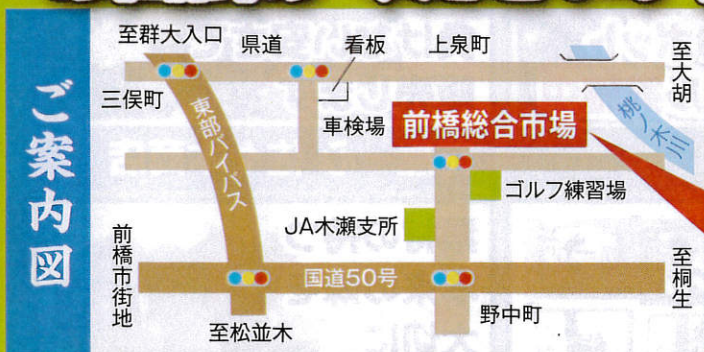 ご案内図
至群大入口
県道
看板
上泉町
至大胡
三俣町
東部バイパス
車検場
前橋総合市場
桃ノ木川
ゴルフ練習場
JA木瀬支所
前橋市街地
国道50号
至桐生
野中町
至松並木